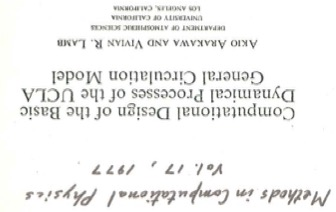 Methods in Computational Physics
Vol. 17, 1977
Computational Design of the Basic
Dynamical Processes of the UCLA
General Circulation Model
AKIO ARAKAWA AND VIVIAN R. LAMB
DEPARTMENT OF ATMOSPHERIC SCIENCES
UNIVERSITY OF CALIFORNIA
LOS ANGELES, CALIFORNIA